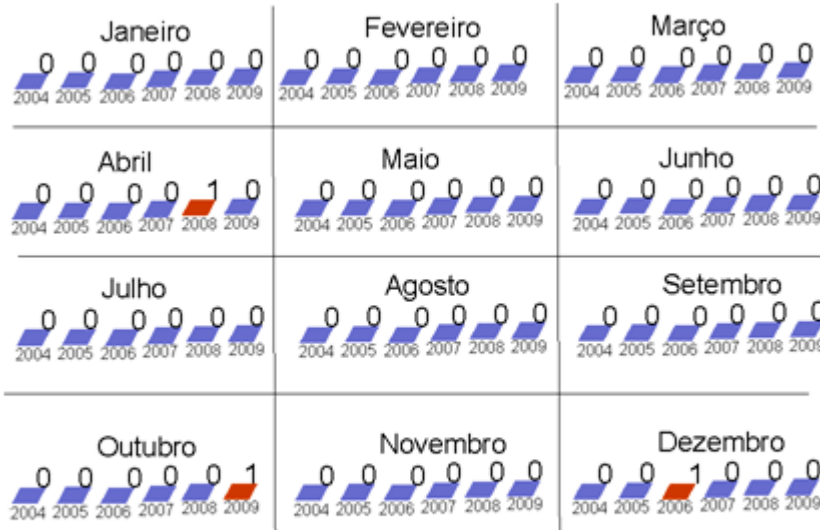 Janeiro
0 0 0 0 0 0
2004 2005 2006 2007 2008 2009
Fevereiro
0 0 0 0 0 0
2004 2005 2006 2007 2008 2009
Março
0 0 0 0 0 0
2004 2005 2006 2007 2008 2009
Abril
0 0 0 0 1 0
2004 2005 2006 2007 2008 2009
Maio
0 0 0 0 0 0
2004 2005 2006 2007 2008 2009
Junho
0 0 0 0 0 0
2004 2005 2006 2007 2008 2009
Julho
0 0 0 0 0 0
2004 2005 2006 2007 2008 2009
Agosto
0 0 0 0 0 0
2004 2005 2006 2007 2008 2009
Setembro
0 0 0 0 0 0
2004 2005 2006 2007 2008 2009
Outubro
0 0 0 0 0 1
2004 2005 2006 2007 2008 2009
Novembro
0 0 0 0 0 0
2004 2005 2006 2007 2008 2009
Dezembro
0 0 1 0 0 0
2004 2005 2006 2007 2008 2009